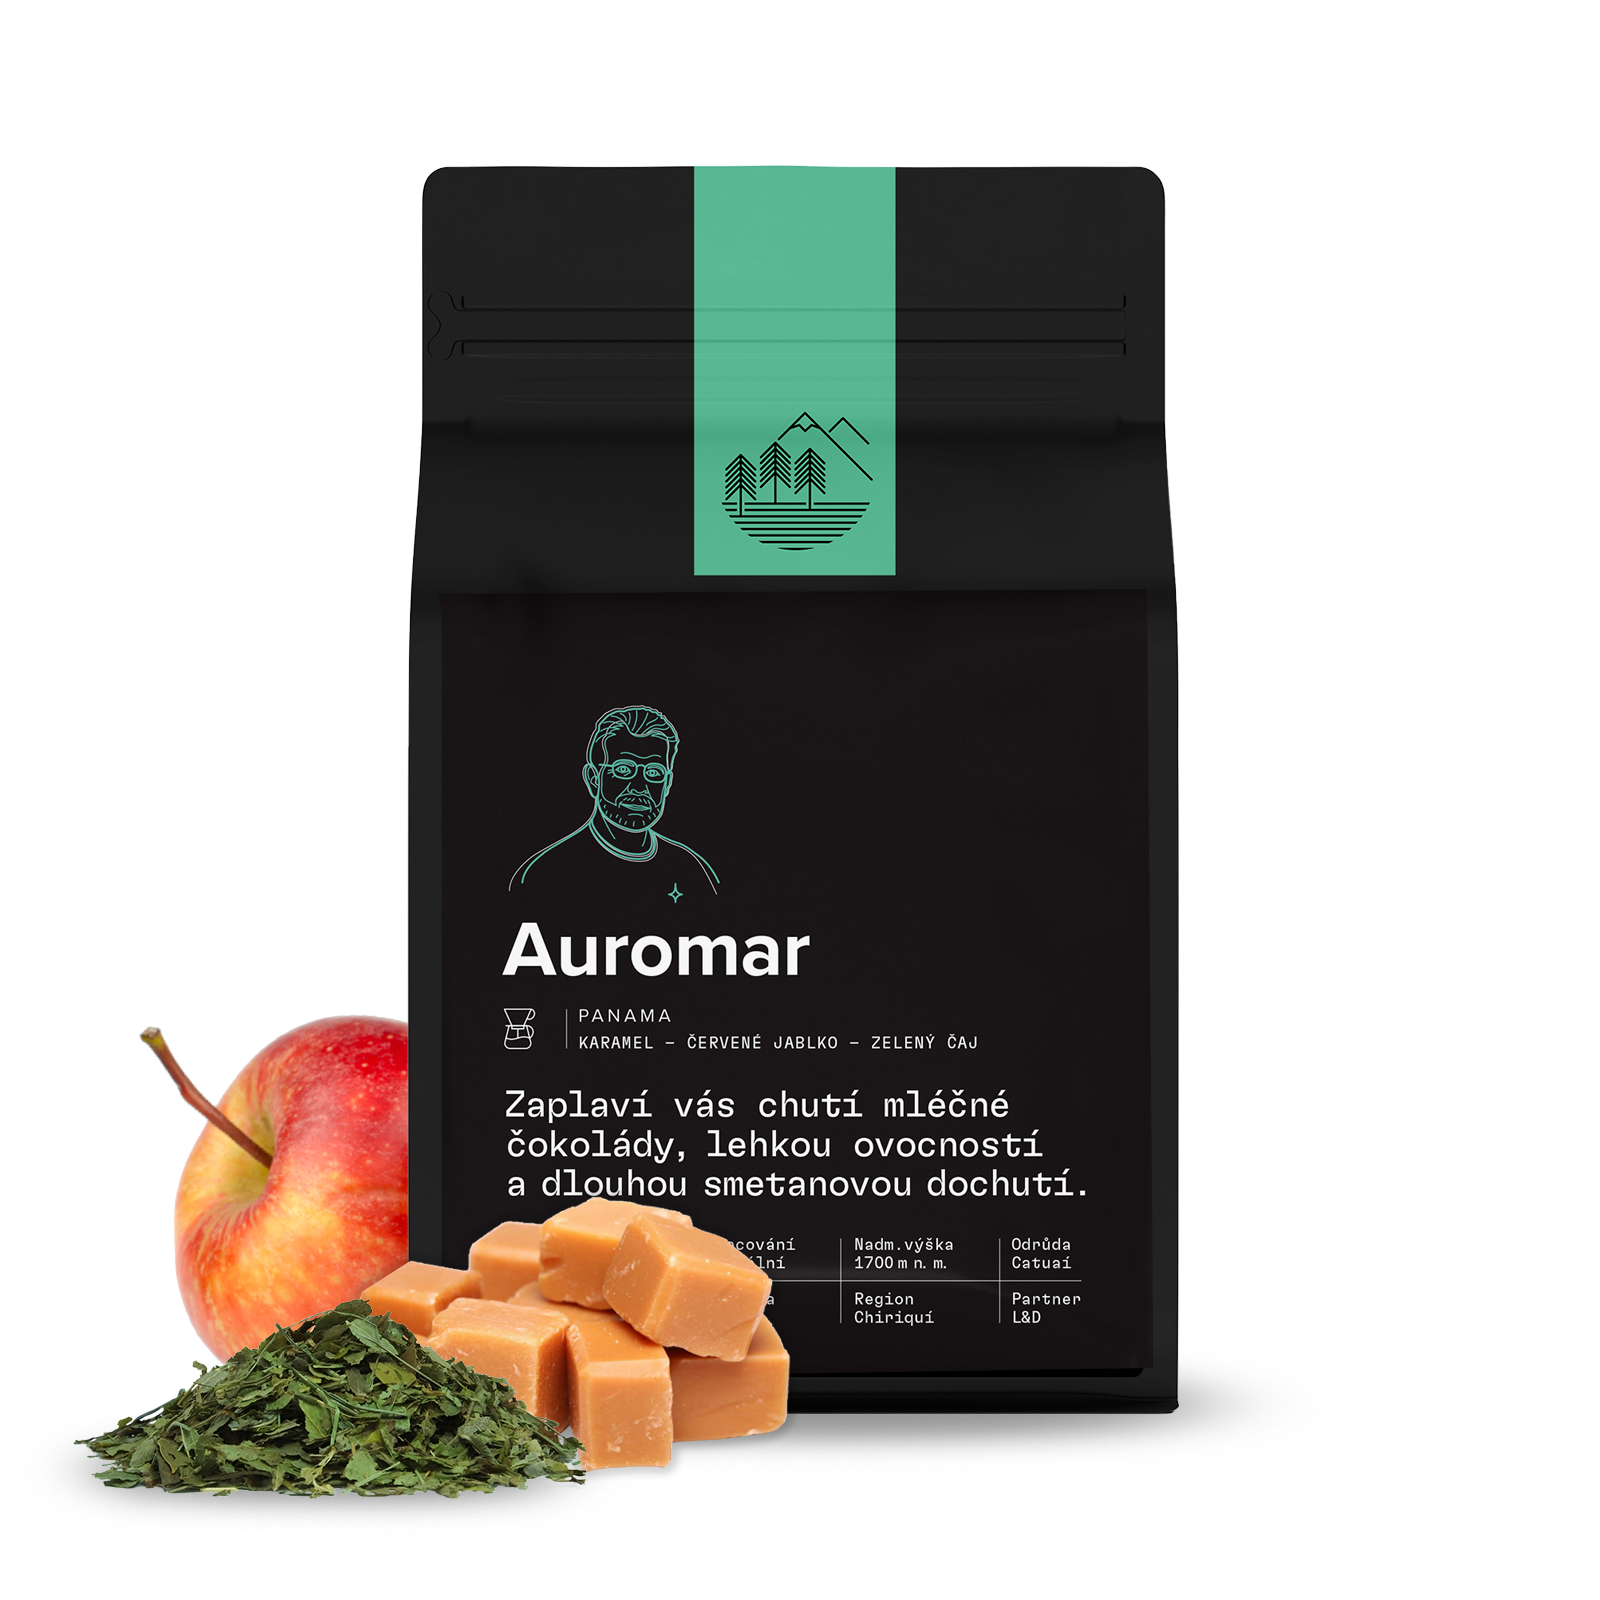 Auromar
PANAMA
KARAMEL – ČERVENÉ JABLKO – ZELENÝ ČAJ
Zaplaví vás chutí mléčné
čokolády, lehkou ovocností
a dlouhou smetanovou dochutí.
Nadm.výška
1700 m n. m.
Odrůda
Catuaí
Region
Chiriquí
Partner
L&D